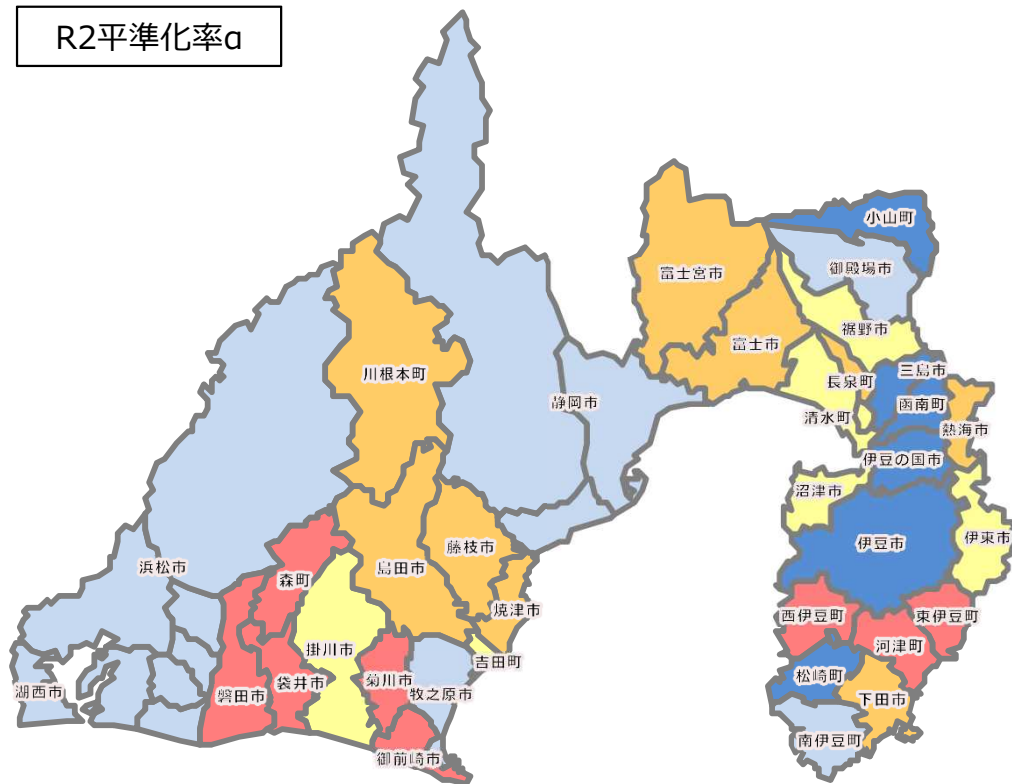 R2平準化率α
小山町
御殿場市
富士宮市
裾野市
富士市
三島市
長泉町
函南町
川根本町
静岡市
清水町
熱海市
伊豆の国市
沼津市
伊東市
伊豆市
藤枝市
浜松市
島田市
森町
焼津市
西伊豆町
東伊豆町
河津町
掛川市
吉田町
松崎町
湖西市
磐田市
袋井市
菊川市
牧之原市
下田市
南伊豆町
御前崎市